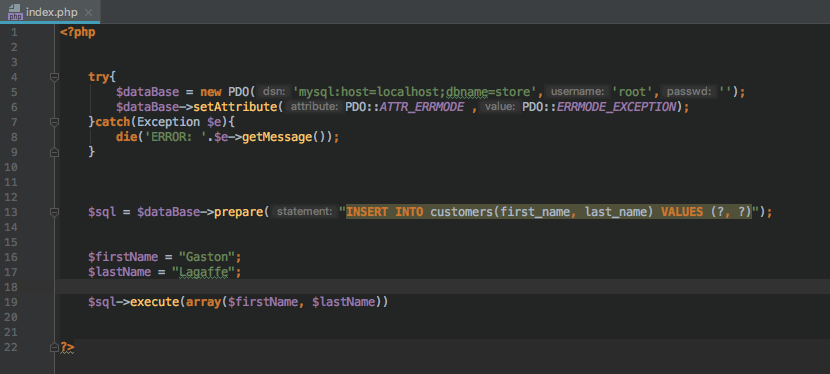 php index.php ×
1 <?php
2
3
4 try{
5 $dataBase = new PDO( dsn: 'mysql:host=localhost;dbname=store', username: 'root', passwd: '');
6 $dataBase->setAttribute( attribute: PDO::ATTR_ERRMODE , value: PDO::ERRMODE_EXCEPTION);
7 }catch(Exception $e){
8 die('ERROR: '.$e->getMessage());
9 }
10
11
12
13 $sql = $dataBase->prepare( statement: "INSERT INTO customers(first_name, last_name) VALUES (?, ?)");
14
15
16 $firstName = "Gaston";
17 $lastName = "Lagaffe";
18
19 $sql->execute(array($firstName, $lastName))
20
21
22 ?>